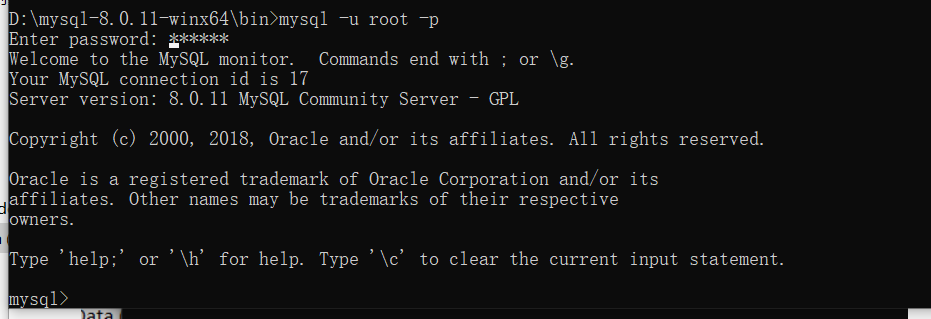 D:\mysql-8.0.11-winx64\bin>mysql -u root -p
Enter password: ******
Welcome to the MySQL monitor.  Commands end with ; or \g.
Your MySQL connection id is 17
Server version: 8.0.11 MySQL Community Server - GPL
Copyright (c) 2000, 2018, Oracle and/or its affiliates. All rights reserved.
Oracle is a registered trademark of Oracle Corporation and/or its
affiliates. Other names may be trademarks of their respective
owners.
Type 'help;' or '\h' for help. Type '\c' to clear the current input statement.
mysql>